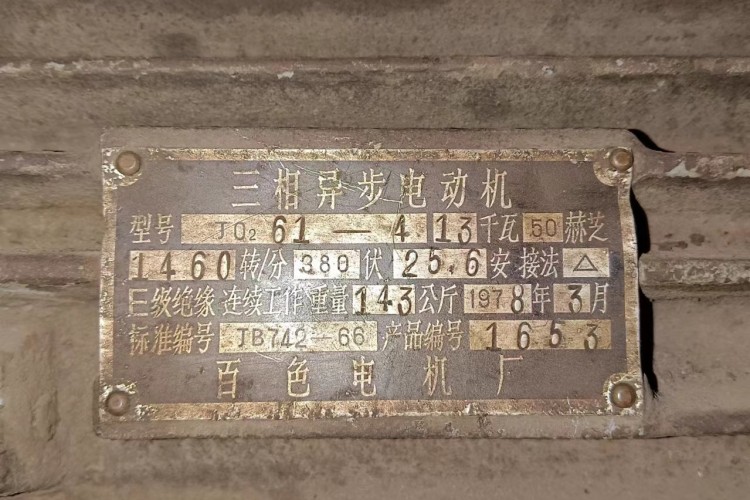 三相异步电动机
型号 JO₂ 61—4 13 千瓦 50 赫芝
1460 转/分 380 伏 25.6 安 接法 △
E级绝缘 连续工作 重量 143 公斤 1978年3月
标准编号 JB742—66 产品编号 1653
百色电机厂